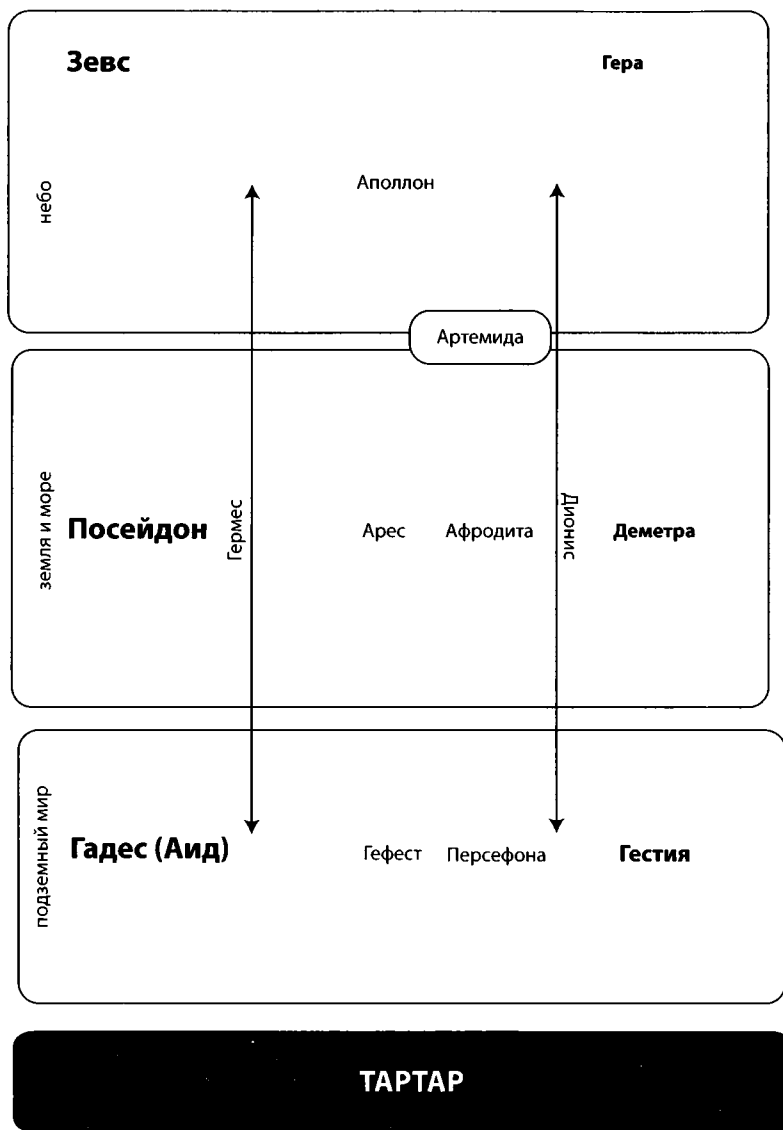 Зевс
Гера
небо
Аполлон
Артемида
земля и море
Посейдон
Гермес
Арес
Афродита
Дионис
Деметра
подземный мир
Гадес (Аид)
Гефест
Персефона
Гестия
ТАРТАР